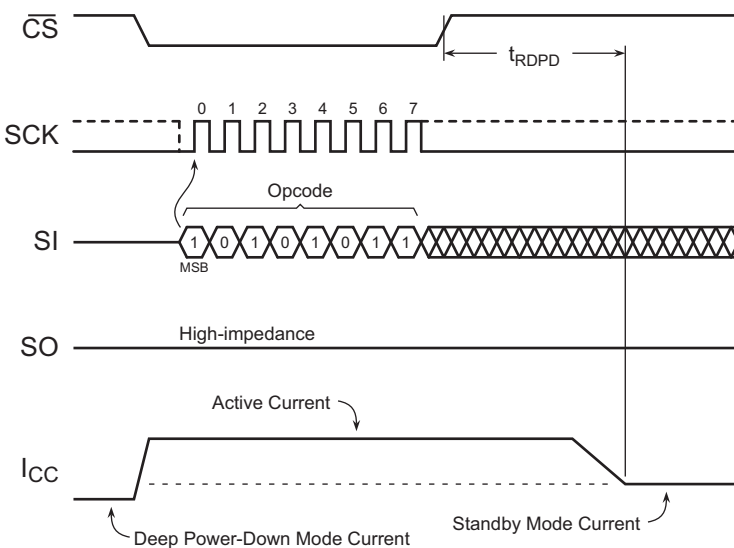 CS
tRDPD
0 1 2 3 4 5 6 7
SCK
Opcode
SI
1 0 1 0 1 0 1 1
MSB
High-impedance
SO
Active Current
ICC
Standby Mode Current
Deep Power-Down Mode Current